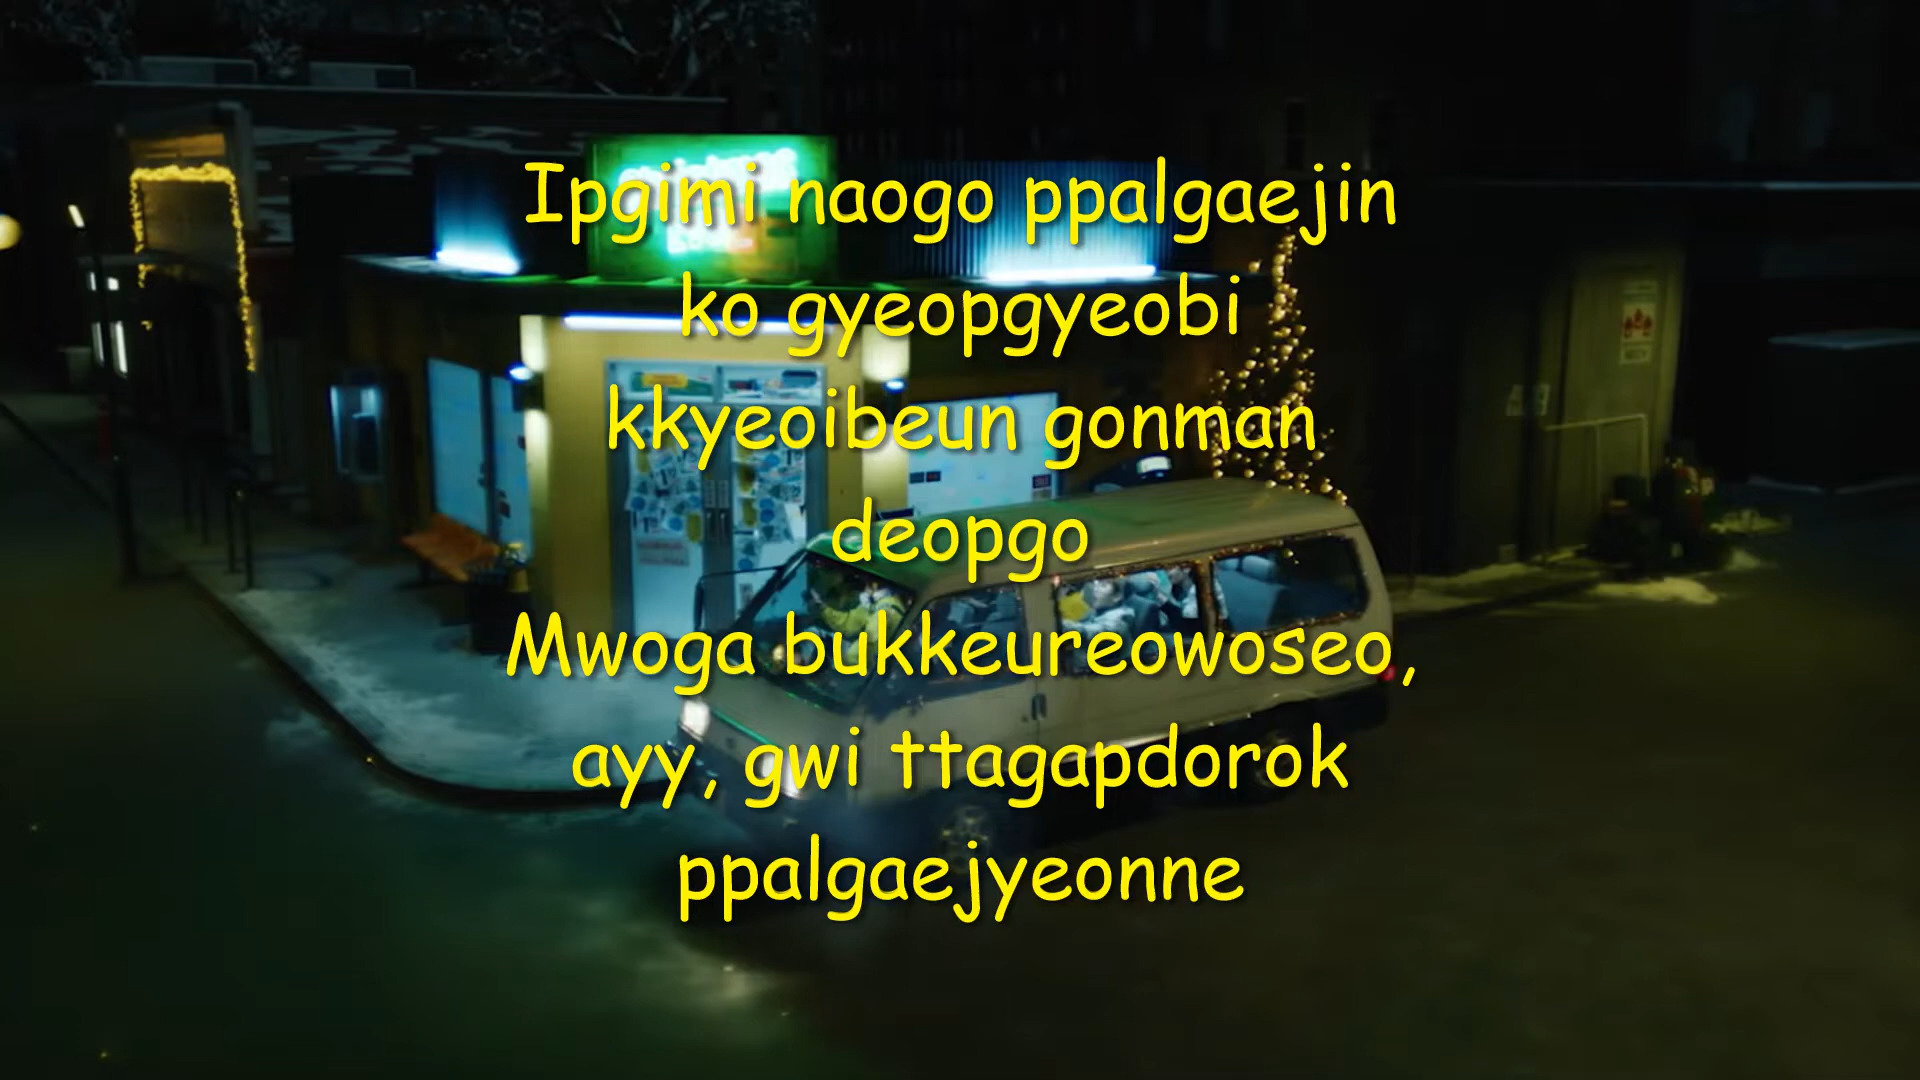 Ipgimi naogo ppalgaejin
ko gyeopgyeobi
kkyeoibeun gonman
deopgo
Mwoga bukkeureowoseo,
ayy, gwi ttagapdorok
ppalgaejyeonne